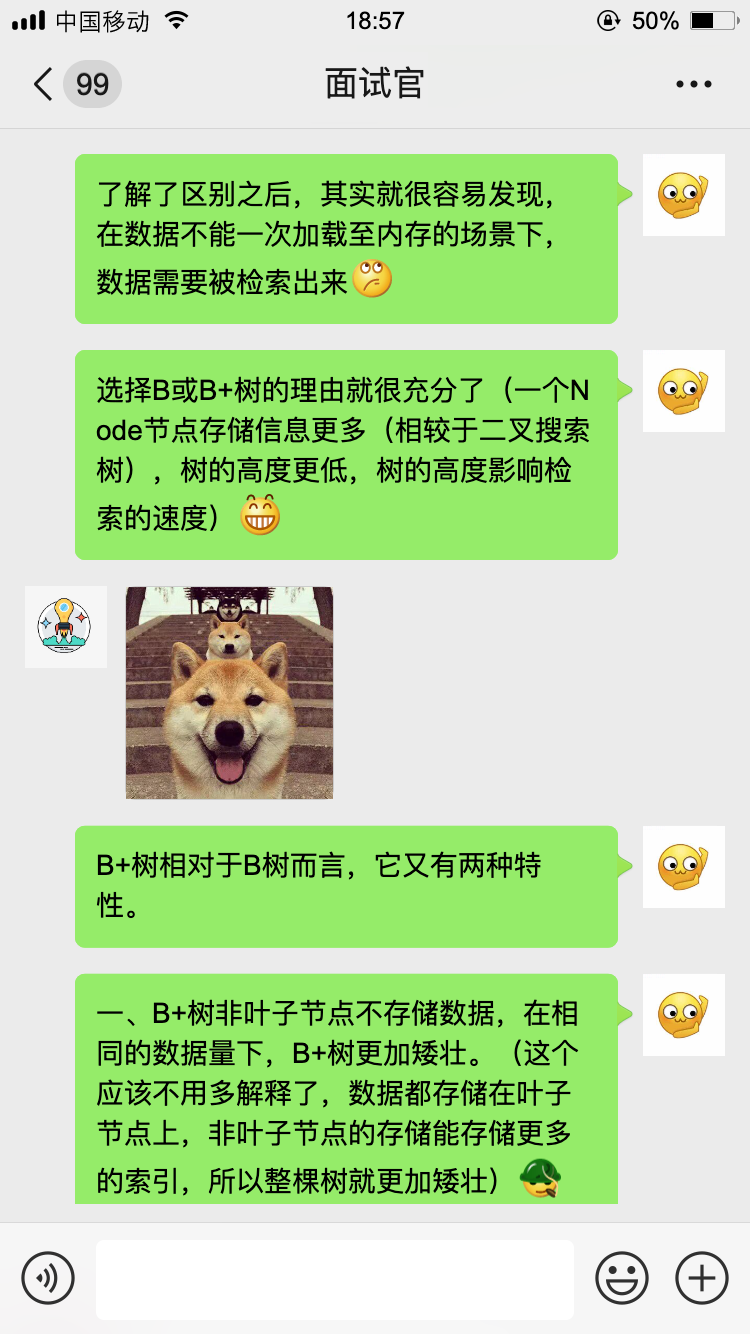 中国移动 18:57 50%
99 面试官
了解了区别之后，其实就很容易发现，
在数据不能一次加载至内存的场景下，
数据需要被检索出来
选择B或B+树的理由就很充分了（一个N
ode节点存储信息更多（相较于二叉搜索
树），树的高度更低，树的高度影响检
索的速度）
B+树相对于B树而言，它又有两种特
性。
一、B+树非叶子节点不存储数据，在相
同的数据量下，B+树更加矮壮。（这个
应该不用多解释了，数据都存储在叶子
节点上，非叶子节点的存储能存储更多
的索引，所以整棵树就更加矮壮）